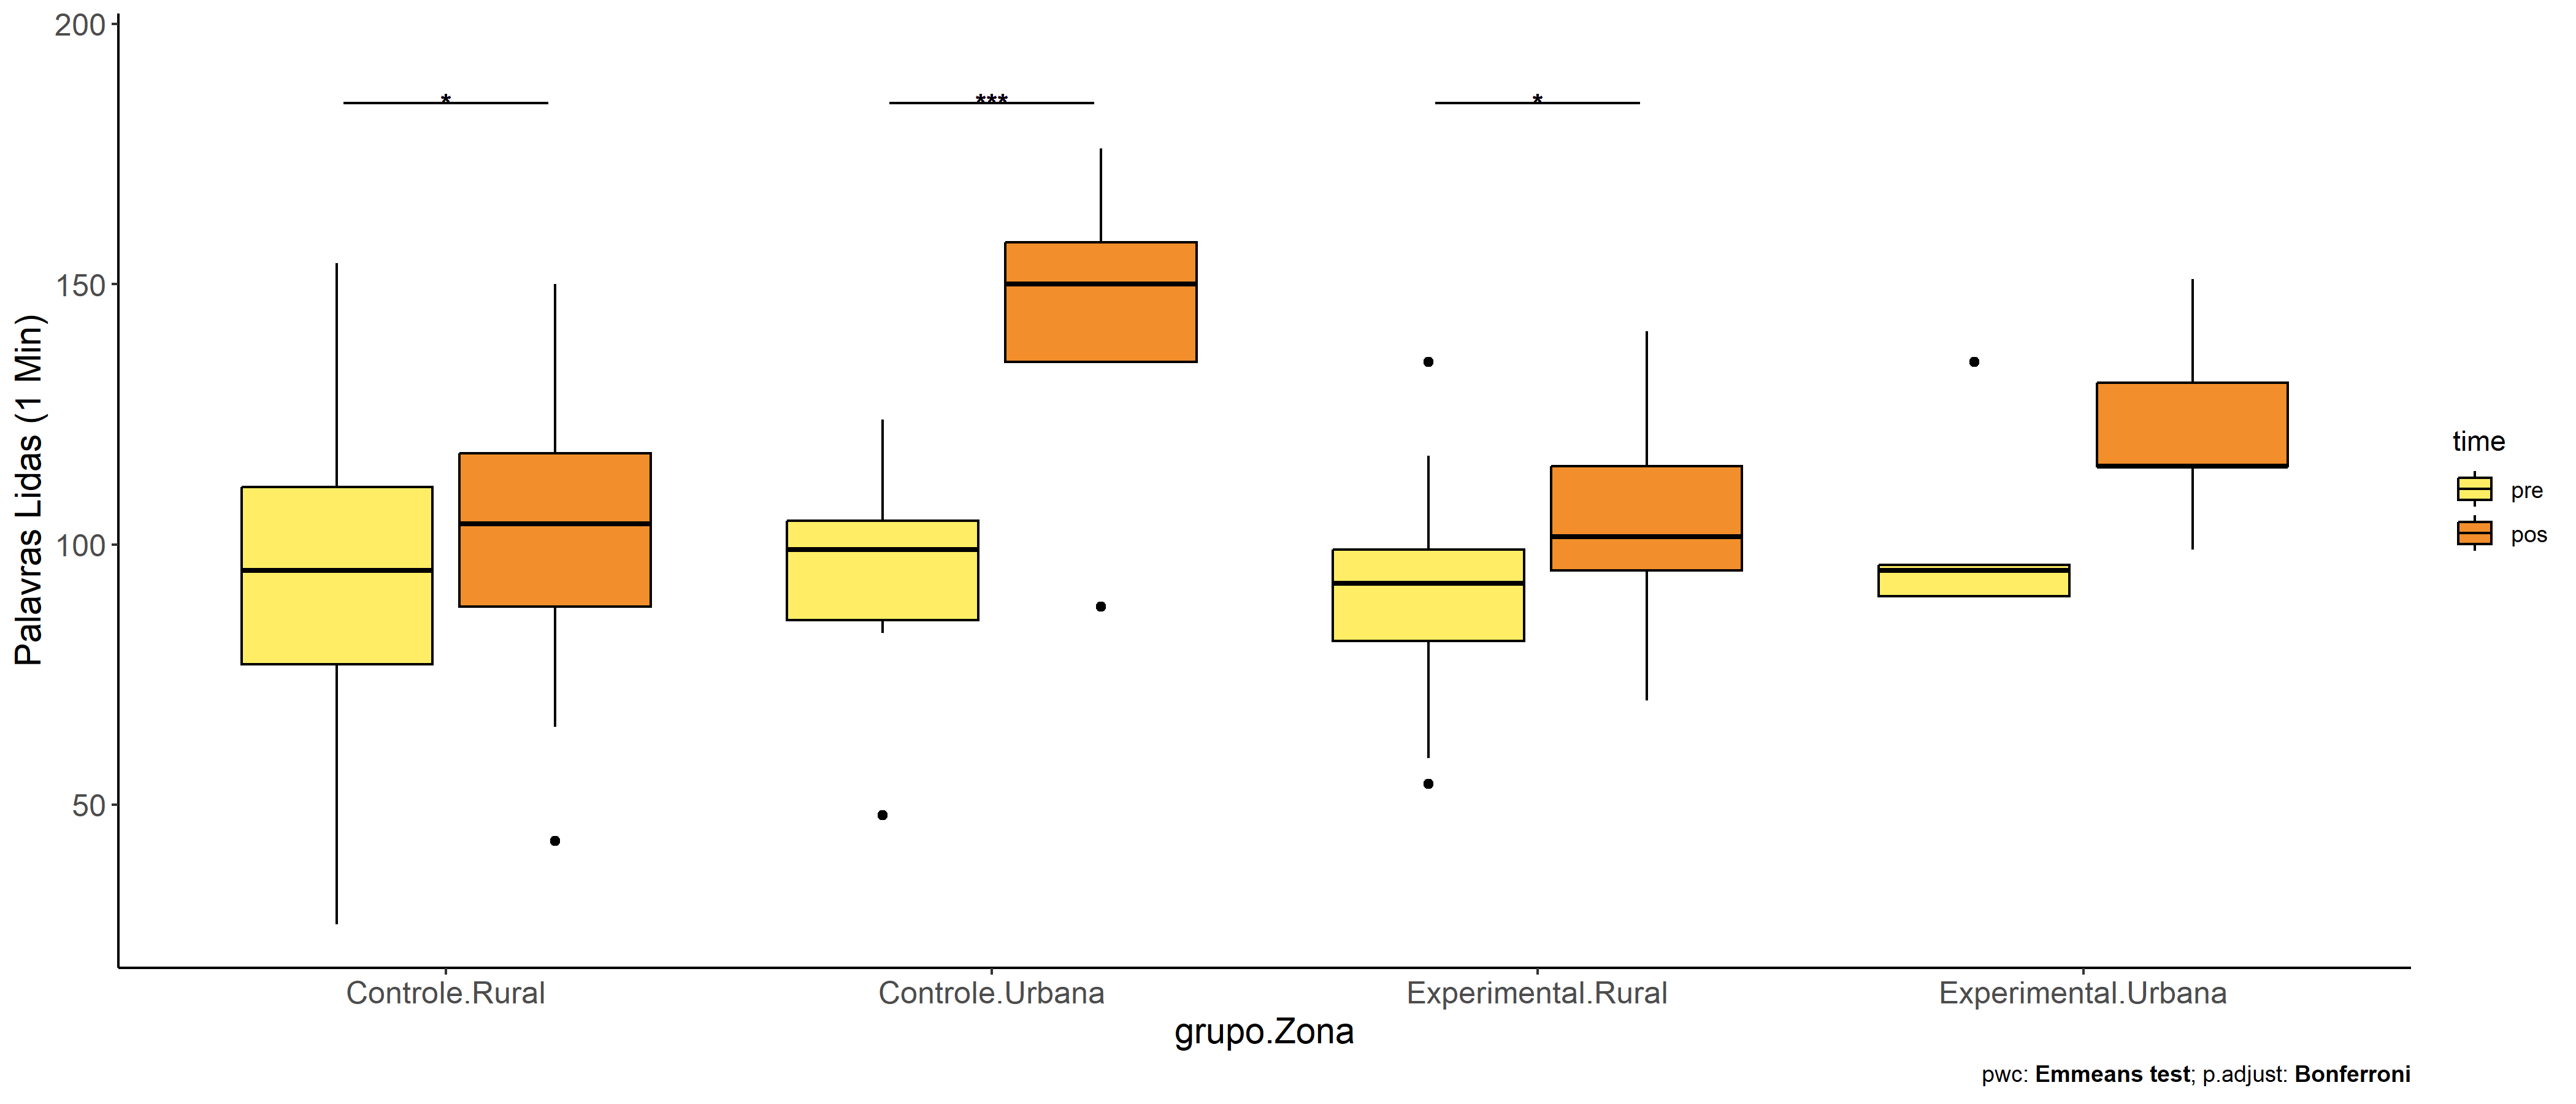 200
150
100
50
Palavras Lidas (1 Min)
* *** *
Controle.Rural Controle.Urbana Experimental.Rural Experimental.Urbana
grupo.Zona
time
pre
pos
pwc: Emmeans test; p.adjust: Bonferroni